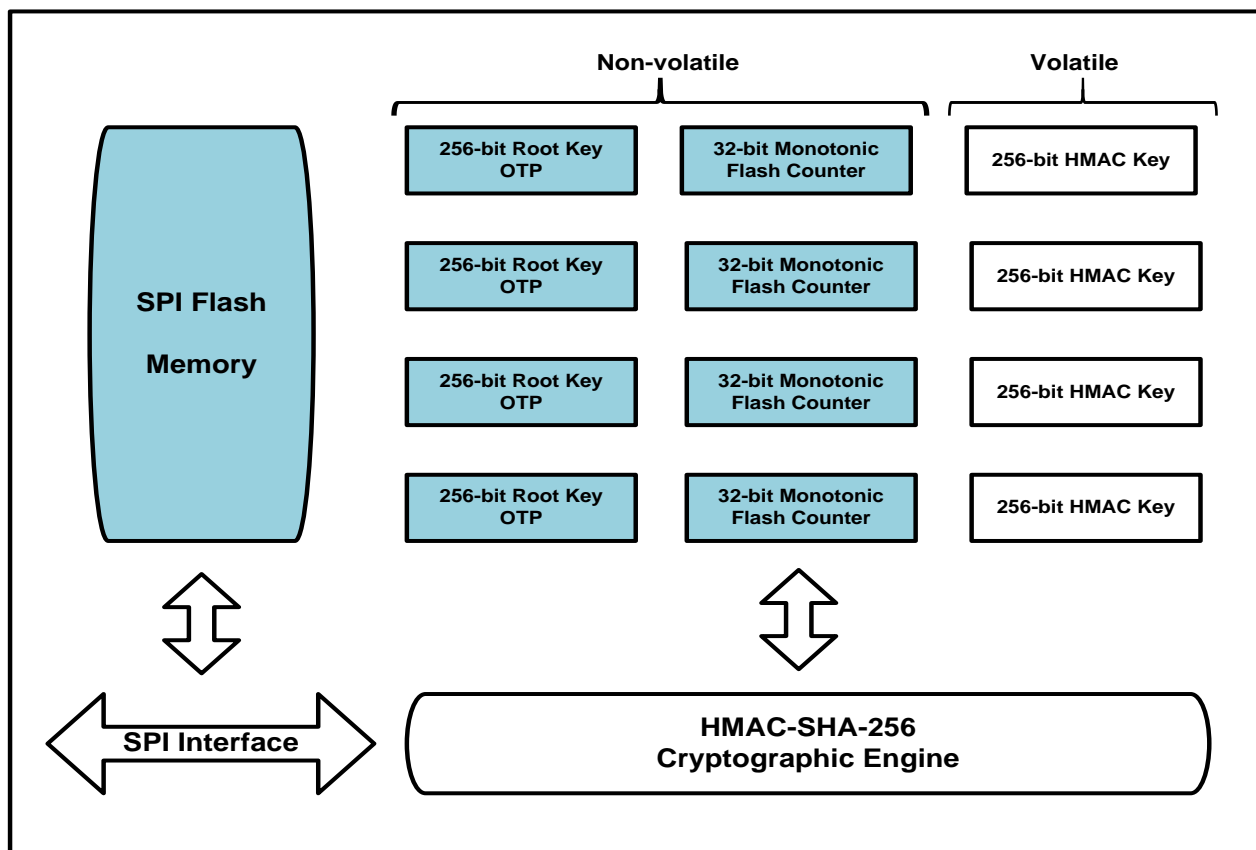 Non-volatile
Volatile
256-bit Root Key
OTP
32-bit Monotonic
Flash Counter
256-bit HMAC Key
256-bit Root Key
OTP
32-bit Monotonic
Flash Counter
256-bit HMAC Key
SPI Flash
Memory
256-bit Root Key
OTP
32-bit Monotonic
Flash Counter
256-bit HMAC Key
256-bit Root Key
OTP
32-bit Monotonic
Flash Counter
256-bit HMAC Key
SPI Interface
HMAC-SHA-256
Cryptographic Engine